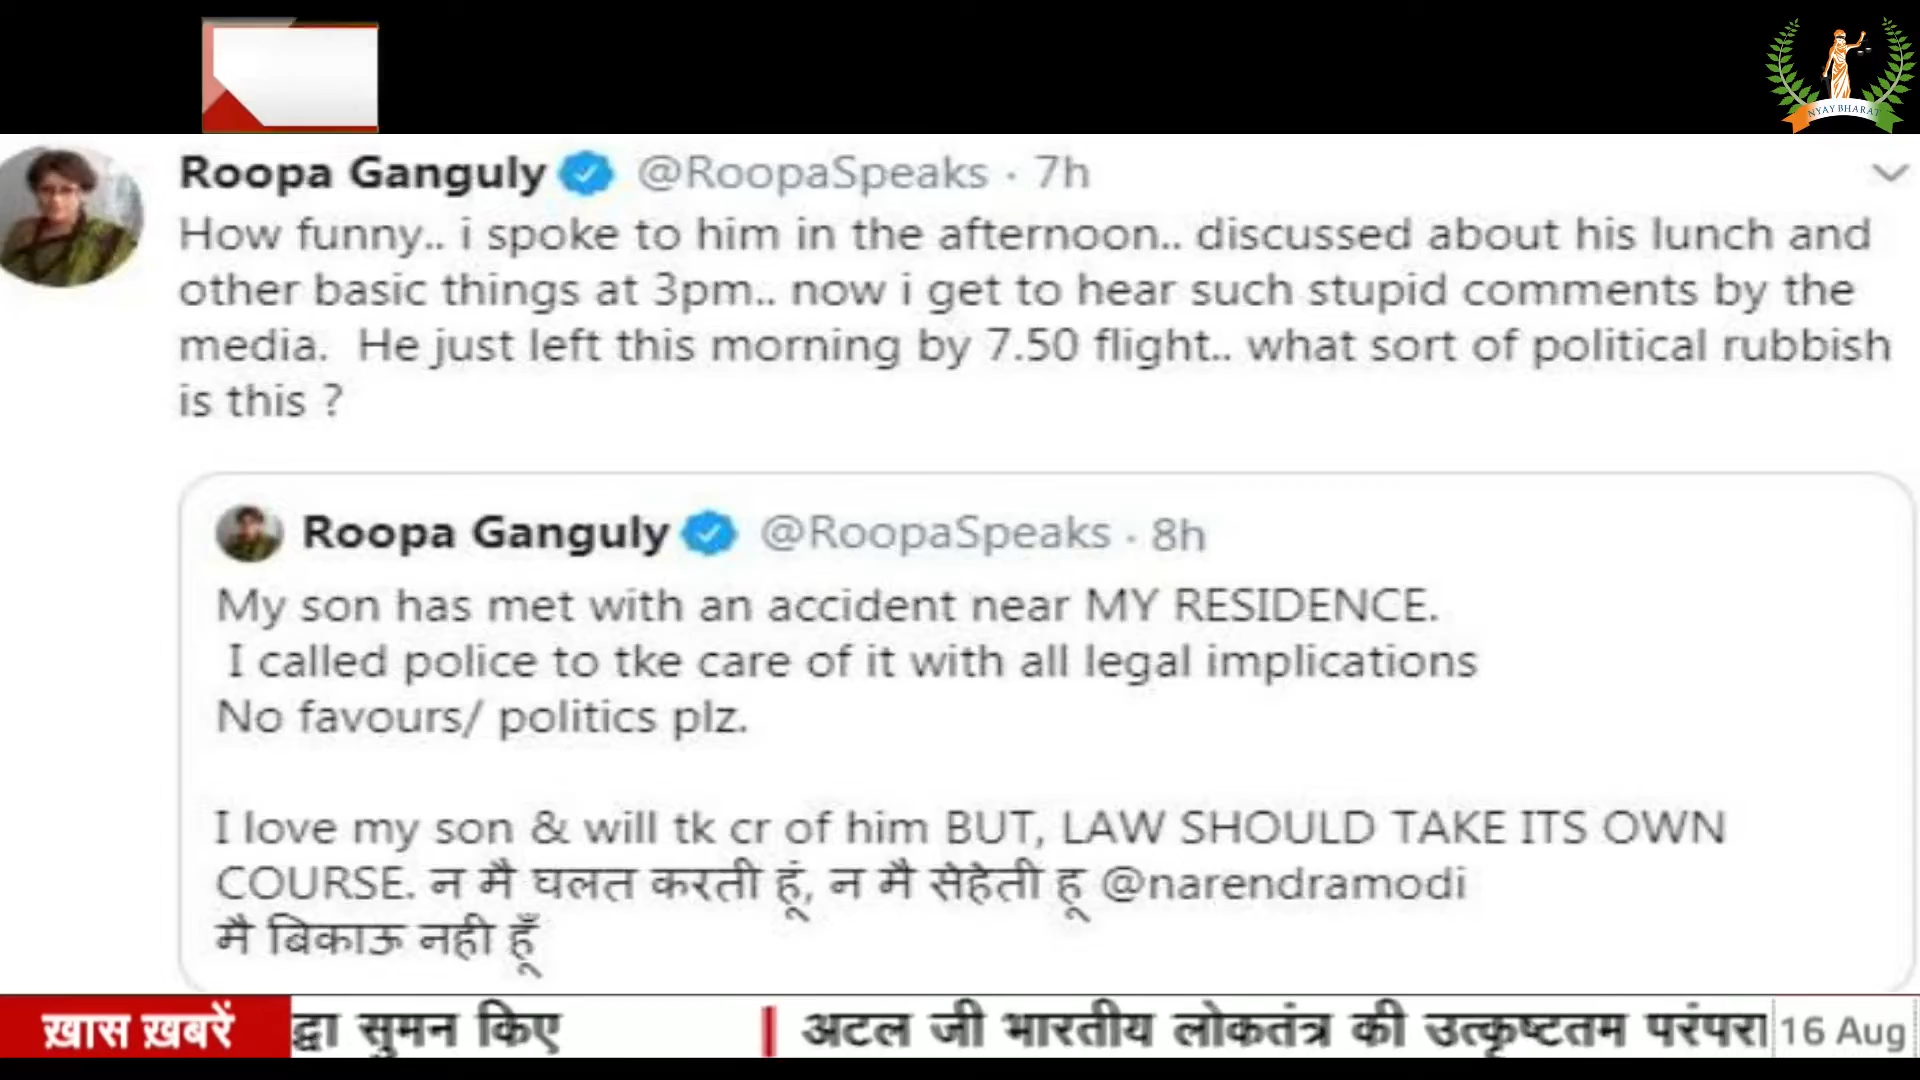 NYAY BHARAT
Roopa Ganguly @RoopaSpeaks · 7h
How funny.. i spoke to him in the afternoon.. discussed about his lunch and
other basic things at 3pm.. now i get to hear such stupid comments by the
media.  He just left this morning by 7.50 flight.. what sort of political rubbish
is this ?
Roopa Ganguly @RoopaSpeaks · 8h
My son has met with an accident near MY RESIDENCE.
I called police to tke care of it with all legal implications
No favours/ politics plz.
I love my son & will tk cr of him BUT, LAW SHOULD TAKE ITS OWN
COURSE. न मै घलत करती हूं, न मै सेहेती हू @narendramodi
मै बिकाऊ नही हूँ
ख़ास ख़बरें द्धा सुमन किए | अटल जी भारतीय लोकतंत्र की उत्कृष्टतम परंपरा 16 Aug